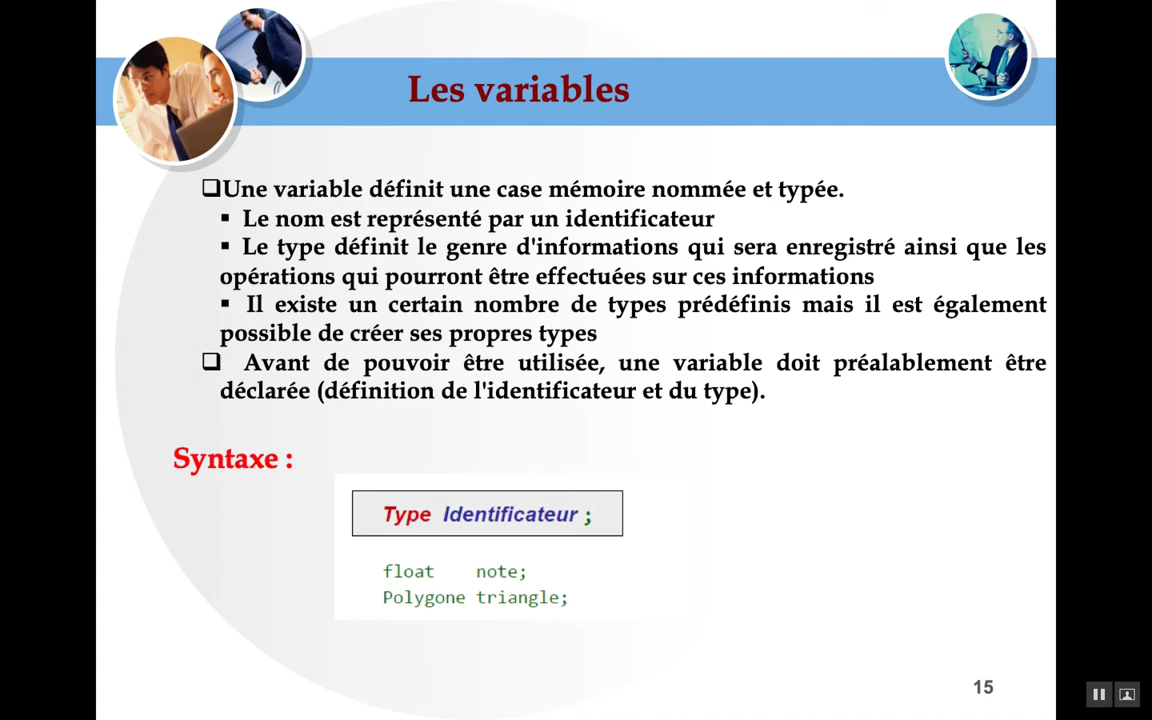 Les variables
❑Une variable définit une case mémoire nommée et typée.
▪ Le nom est représenté par un identificateur
▪ Le type définit le genre d'informations qui sera enregistré ainsi que les
opérations qui pourront être effectuées sur ces informations
▪ Il existe un certain nombre de types prédéfinis mais il est également
possible de créer ses propres types
❑ Avant de pouvoir être utilisée, une variable doit préalablement être
déclarée (définition de l'identificateur et du type).
Syntaxe :
Type Identificateur ;
float note;
Polygone triangle;
15